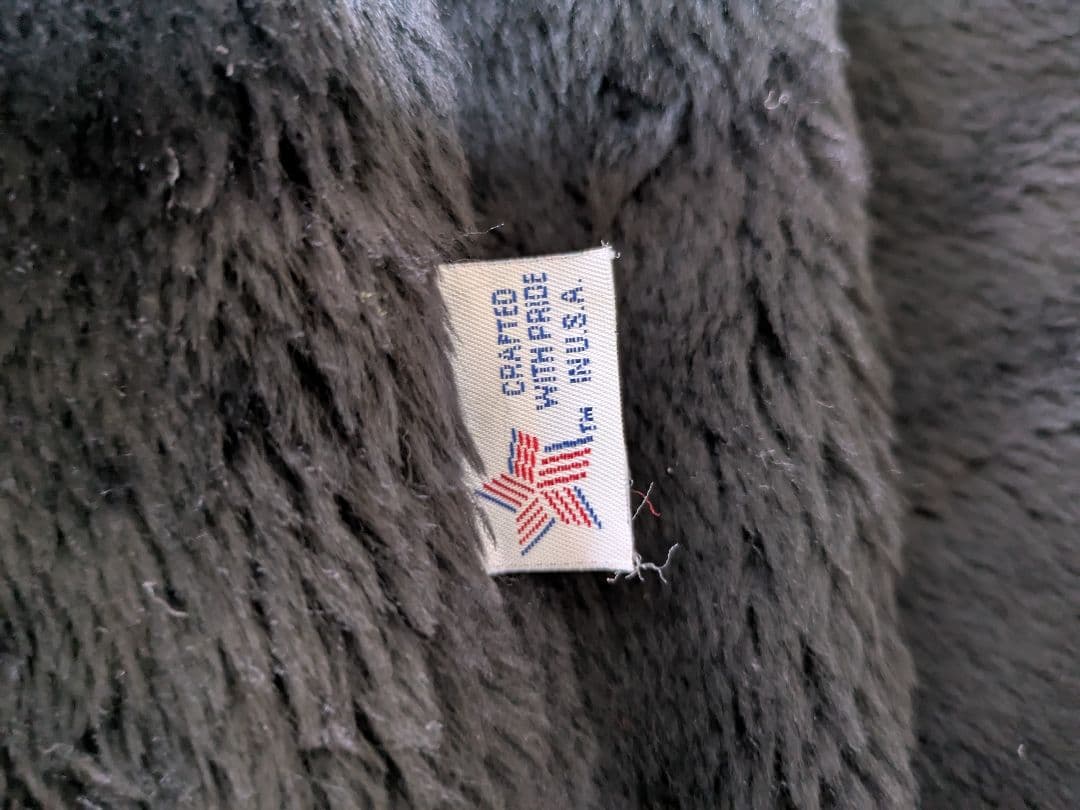 CRAFTED
WITH PRIDE
IN U.S.A.
TM